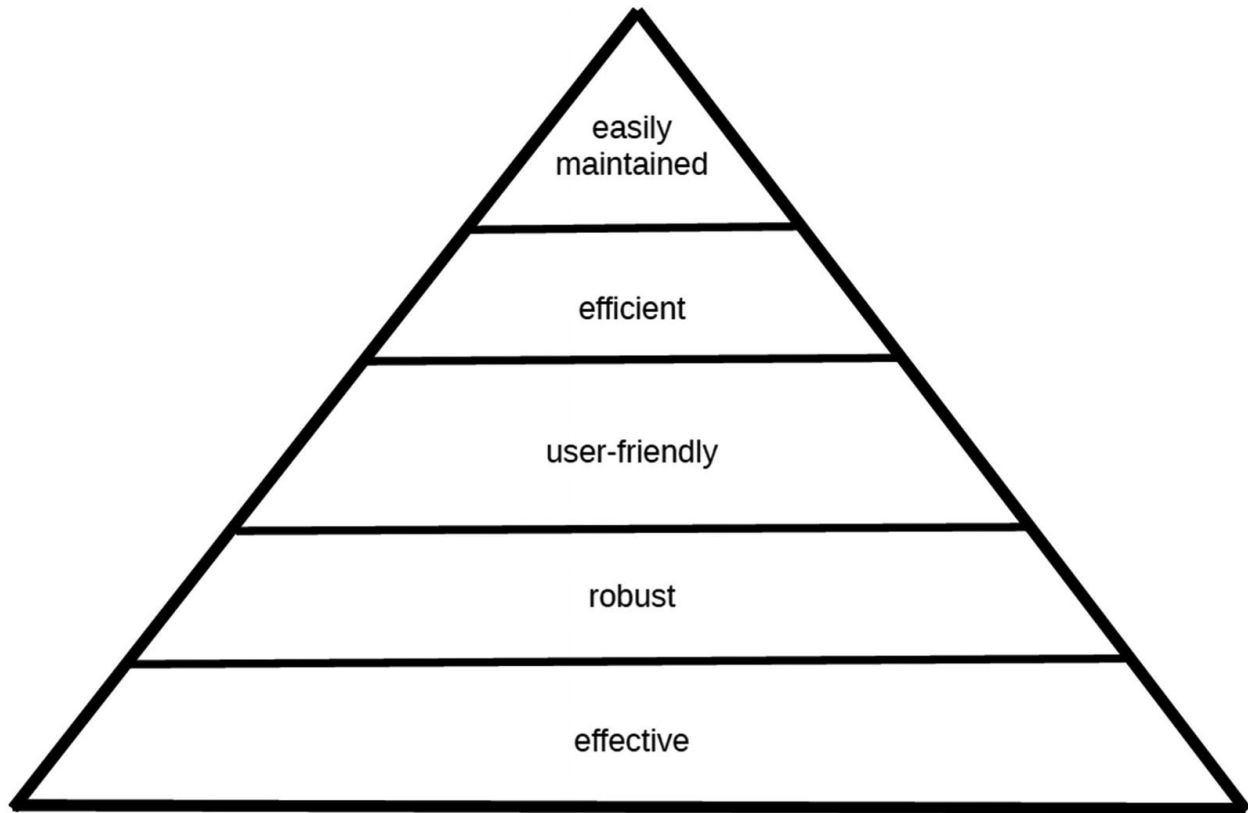 easily
maintained
efficient
user-friendly
robust
effective